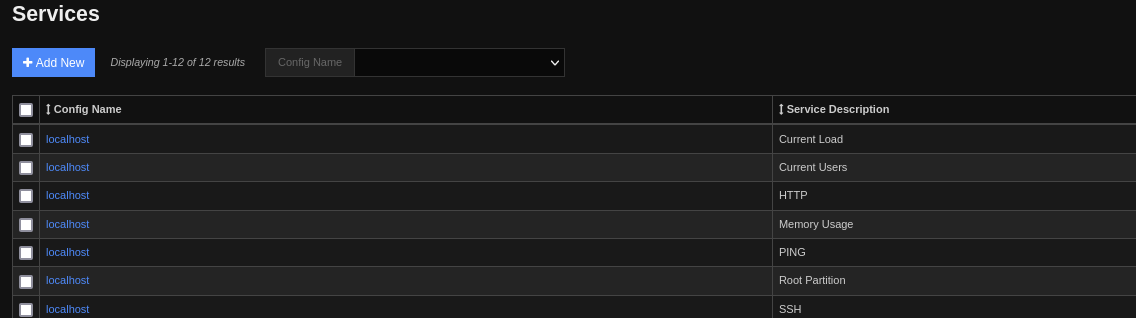 Services
Add New Displaying 1-12 of 12 results Config Name
Config Name Service Description
localhost Current Load
localhost Current Users
localhost HTTP
localhost Memory Usage
localhost PING
localhost Root Partition
localhost SSH